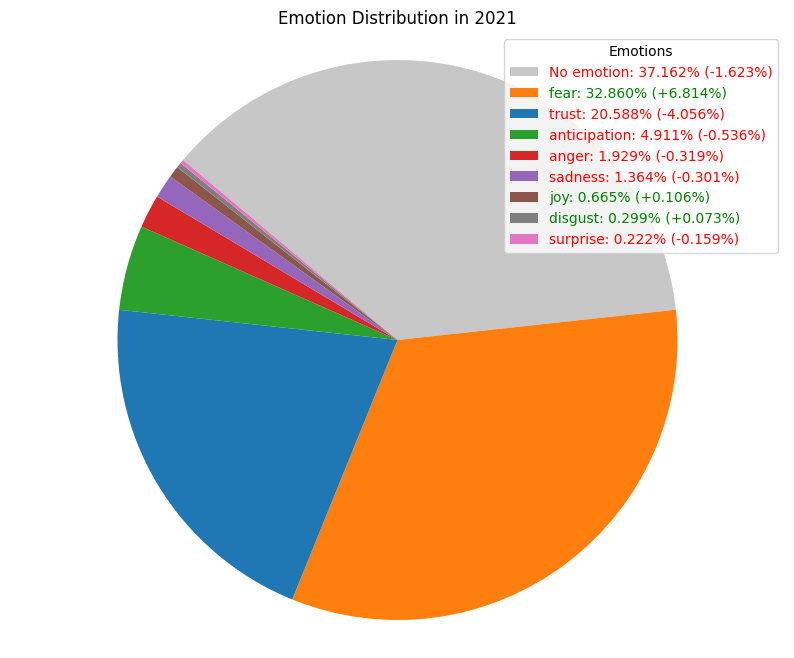 Emotion Distribution in 2021
Emotions
No emotion: 37.162% (-1.623%)
fear: 32.860% (+6.814%)
trust: 20.588% (-4.056%)
anticipation: 4.911% (-0.536%)
anger: 1.929% (-0.319%)
sadness: 1.364% (-0.301%)
joy: 0.665% (+0.106%)
disgust: 0.299% (+0.073%)
surprise: 0.222% (-0.159%)